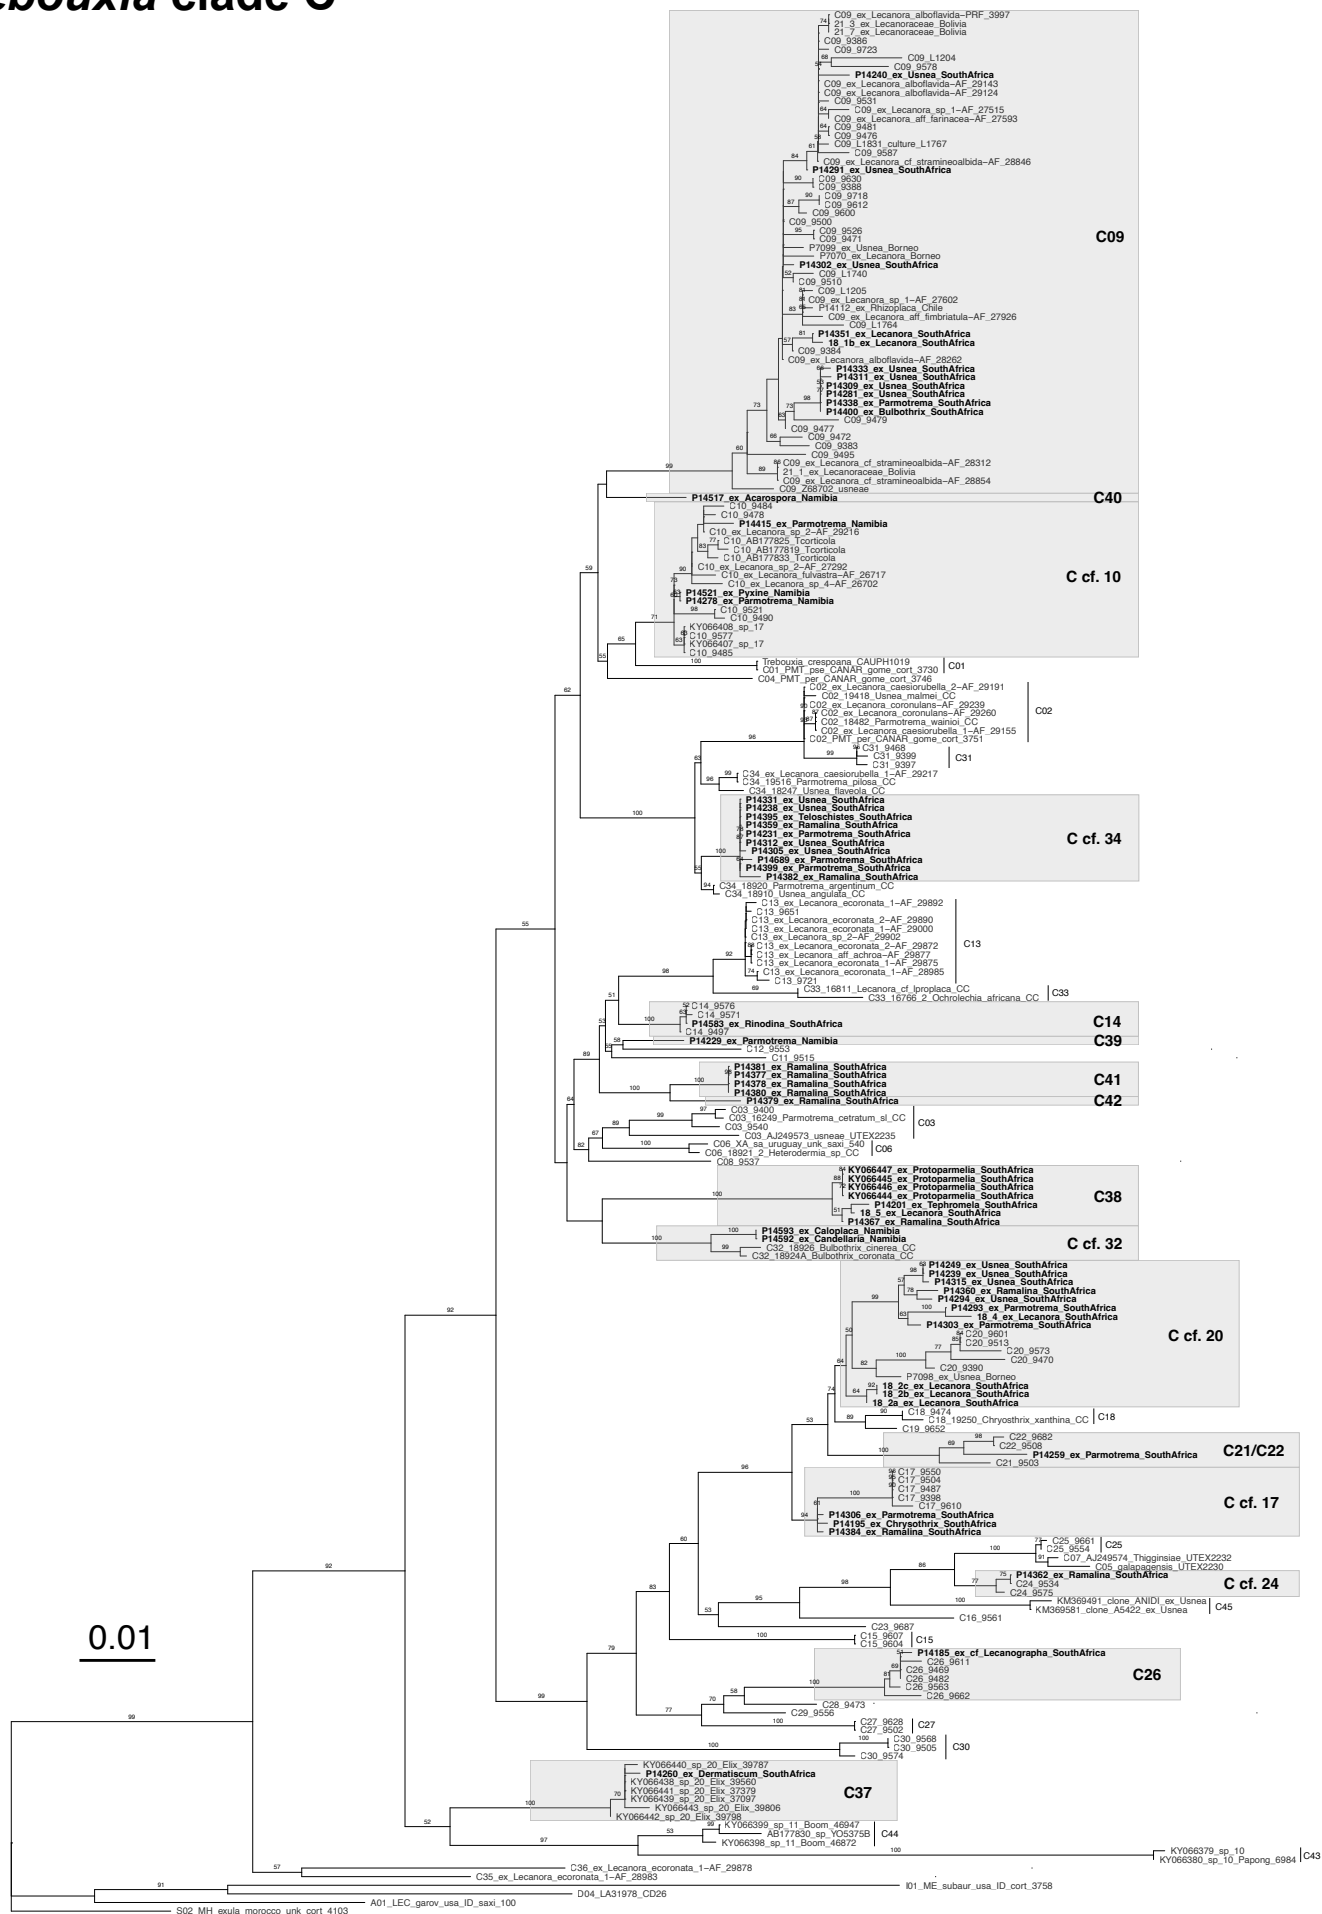 ebouxia clade C
C09_ex_Lecanora_alboflavida−PRF_3997
21_3_ex_Lecanoraceae_Bolivia
21_7_ex_Lecanoraceae_Bolivia
C09_9386
C09_9723
C09_L1204
C09_9578
P14240_ex_Usnea_SouthAfrica
C09_ex_Lecanora_alboflavida−AF_29143
C09_ex_Lecanora_alboflavida−AF_29124
C09_9531
C09_ex_Lecanora_sp_1−AF_27515
C09_ex_Lecanora_aff_farinacea−AF_27593
C09_9481
C09_9476
C09_L1831_culture_L1767
C09_9587
C09_ex_Lecanora_cf_stramineoalbida−AF_28846
P14291_ex_Usnea_SouthAfrica
C09_9630
C09_9388
C09_9718
C09_9612
C09_9600
C09_9500
C09_9526
C09_9471
C09
P7099_ex_Usnea_Borneo
P7070_ex_Lecanora_Borneo
P14302_ex_Usnea_SouthAfrica
C09_L1740
C09_9510
C09_L1205
C09_ex_Lecanora_sp_1−AF_27602
P14112_ex_Rhizoplaca_Chile
C09_ex_Lecanora_aff_fimbriatula−AF_27926
C09_L1764
P14351_ex_Lecanora_SouthAfrica
18_1b_ex_Lecanora_SouthAfrica
C09_9384
C09_ex_Lecanora_alboflavida−AF_28262
P14333_ex_Usnea_SouthAfrica
P14311_ex_Usnea_SouthAfrica
P14309_ex_Usnea_SouthAfrica
P14281_ex_Usnea_SouthAfrica
P14338_ex_Parmotrema_SouthAfrica
P14400_ex_Bulbothrix_SouthAfrica
C09_9479
C09_9477
C09_9472
C09_9383
C09_9495
C09_ex_Lecanora_cf_stramineoalbida−AF_28312
21_1_ex_Lecanoraceae_Bolivia
C09_ex_Lecanora_cf_stramineoalbida−AF_28854
C09_Z68702_usneae
P14517_ex_Acarospora_Namibia
C40
C10_9484
C10_9478
P14415_ex_Parmotrema_Namibia
C10_ex_Lecanora_sp_2−AF_29216
C10_AB177825_Tcorticola
C10_AB177819_Tcorticola
C10_AB177833_Tcorticola
C10_ex_Lecanora_sp_2−AF_27292
C10_ex_Lecanora_fulvastra−AF_26717
C cf. 10
C10_ex_Lecanora_sp_4−AF_26702
P14521_ex_Pyxine_Namibia
P14278_ex_Parmotrema_Namibia
C10_9521
C10_9490
KY066408_sp_17
C10_9577
KY066407_sp_17
C10_9485
Trebouxia_crespoana_CAUPH1019
C01_PMT_pse_CANAR_gome_cort_3730
C01
C04_PMT_per_CANAR_gome_cort_3746
C02_ex_Lecanora_caesiorubella_2−AF_29191
C02_19418_Usnea_malmei_CC
C02_ex_Lecanora_coronulans−AF_29239
C02_ex_Lecanora_coronulans−AF_29260
C02
C02_18482_Parmotrema_wainioi_CC
C02_ex_Lecanora_caesiorubella_1−AF_29155
C02_PMT_per_CANAR_gome_cort_3751
C31_9468
C31_9399
C31
C31_9397
C34_ex_Lecanora_caesiorubella_1−AF_29217
C34_19516_Parmotrema_pilosa_CC
C34_18247_Usnea_flaveola_CC
P14331_ex_Usnea_SouthAfrica
P14238_ex_Usnea_SouthAfrica
P14395_ex_Teloschistes_SouthAfrica
P14359_ex_Ramalina_SouthAfrica
P14231_ex_Parmotrema_SouthAfrica
C cf. 34
P14312_ex_Usnea_SouthAfrica
P14305_ex_Usnea_SouthAfrica
P14689_ex_Parmotrema_SouthAfrica
P14399_ex_Parmotrema_SouthAfrica
P14382_ex_Ramalina_SouthAfrica
C34_18920_Parmotrema_argentinum_CC
C34_18910_Usnea_angulata_CC
C13_ex_Lecanora_ecoronata_1−AF_29892
C13_9651
C13_ex_Lecanora_ecoronata_2−AF_29890
C13_ex_Lecanora_ecoronata_1−AF_29000
C13_ex_Lecanora_sp_2−AF_29902
C13
C13_ex_Lecanora_ecoronata_2−AF_29872
C13_ex_Lecanora_aff_achroa−AF_29877
C13_ex_Lecanora_ecoronata_1−AF_29875
C13_ex_Lecanora_ecoronata_1−AF_28985
C13_9721
C33_16811_Lecanora_cf_lproplaca_CC
C33_16766_2_Ochrolechia_africana_CC
C33
C14_9576
C14_9571
P14583_ex_Rinodina_SouthAfrica
C14
C14_9497
P14229_ex_Parmotrema_Namibia
C39
C12_9553
C11_9515
P14381_ex_Ramalina_SouthAfrica
P14377_ex_Ramalina_SouthAfrica
C41
P14378_ex_Ramalina_SouthAfrica
P14380_ex_Ramalina_SouthAfrica
P14379_ex_Ramalina_SouthAfrica
C42
C03_9400
C03_16249_Parmotrema_cetratum_sl_CC
C03
C03_9540
C03_AJ249573_usneae_UTEX2235
C06_XA_sa_uruguay_unk_saxi_540
C06_18921_2_Heterodermia_sp_CC
C06
C08_9537
KY066447_ex_Protoparmelia_SouthAfrica
KY066445_ex_Protoparmelia_SouthAfrica
KY066446_ex_Protoparmelia_SouthAfrica
KY066444_ex_Protoparmelia_SouthAfrica
C38
P14201_ex_Tephromela_SouthAfrica
18_5_ex_Lecanora_SouthAfrica
P14367_ex_Ramalina_SouthAfrica
P14593_ex_Caloplaca_Namibia
P14592_ex_Candellaria_Namibia
C cf. 32
C32_18926_Bulbothrix_cinerea_CC
C32_18924A_Bulbothrix_coronata_CC
P14249_ex_Usnea_SouthAfrica
P14239_ex_Usnea_SouthAfrica
P14315_ex_Usnea_SouthAfrica
P14360_ex_Ramalina_SouthAfrica
P14294_ex_Usnea_SouthAfrica
P14293_ex_Parmotrema_SouthAfrica
18_4_ex_Lecanora_SouthAfrica
P14303_ex_Parmotrema_SouthAfrica
C20_9601
C cf. 20
C20_9513
C20_9573
C20_9470
C20_9390
P7098_ex_Usnea_Borneo
18_2c_ex_Lecanora_SouthAfrica
18_2b_ex_Lecanora_SouthAfrica
18_2a_ex_Lecanora_SouthAfrica
C18_9474
C18_19250_Chryosthrix_xanthina_CC
C18
C19_9652
C22_9682
C22_9508
C21/C22
P14259_ex_Parmotrema_SouthAfrica
C21_9503
C17_9550
C17_9504
C17_9487
C17_9398
C cf. 17
C17_9610
P14306_ex_Parmotrema_SouthAfrica
P14195_ex_Chrysothrix_SouthAfrica
P14384_ex_Ramalina_SouthAfrica
C25_9661
C25_9554
C25
C07_AJ249574_Thigginsiae_UTEX2232
C05_galapagensis_UTEX2230
P14362_ex_Ramalina_SouthAfrica
C24_9534
C cf. 24
C24_9575
KM369491_clone_ANIDI_ex_Usnea
KM369581_clone_A5422_ex_Usnea
C45
C16_9561
C23_9687
C15_9607
C15_9604
C15
P14185_ex_cf_Lecanographa_SouthAfrica
C26_9611
C26_9469
C26
C26_9482
C26_9563
C26_9662
C28_9473
C29_9556
C27_9628
C27_9502
C27
C30_9568
C30_9505
C30
C30_9574
KY066440_sp_20_Elix_39787
P14260_ex_Dermatiscum_SouthAfrica
KY066438_sp_20_Elix_39560
KY066441_sp_20_Elix_37379
C37
KY066439_sp_20_Elix_37097
KY066443_sp_20_Elix_39806
KY066442_sp_20_Elix_39798
KY066399_sp_11_Boom_46947
AB177830_sp_YO5375B
C44
KY066398_sp_11_Boom_46872
KY066379_sp_10
KY066380_sp_10_Papong_6984
C43
C36_ex_Lecanora_ecoronata_1−AF_29878
C35_ex_Lecanora_ecoronata_1−AF_28983
I01_ME_subaur_usa_ID_cort_3758
D04_LA31978_CD26
A01_LEC_garov_usa_ID_saxi_100
S02_MH_exula_morocco_unk_cort_4103
0.01